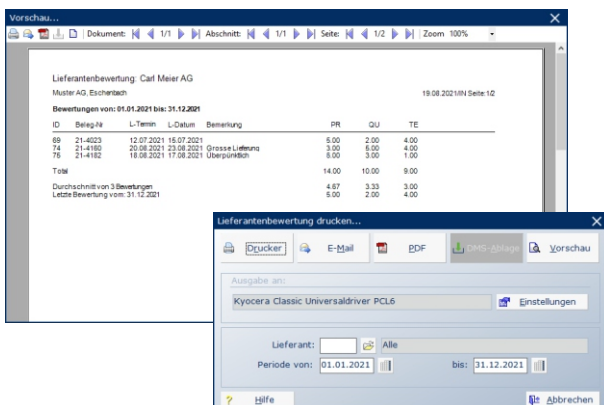 Vorschau...
Dokument: 1/1 Abschnitt: 1/1 Seite: 1/2 Zoom 100%
Lieferantenbewertung: Carl Meier AG
Muster AG, Eschenbach 19.08.2021/IN Seite:1/2
Bewertungen von: 01.01.2021 bis: 31.12.2021
ID Beleg-Nr L-Termin L-Datum Bemerkung PR QU TE
69 21-4023 12.07.2021 15.07.2021 5.00 2.00 4.00
74 21-4160 20.08.2021 23.08.2021 Grosse Lieferung 3.00 5.00 4.00
75 21-4182 18.08.2021 17.08.2021 Überpünktlich 6.00 3.00 1.00
Total 14.00 10.00 9.00
Durchschnitt von 3 Bewertungen 4.67 3.33 3.00
Letzte Bewertung vom: 31.12.2021 5.00 2.00 4.00
Lieferantenbewertung drucken...
Drucker E-Mail PDF DMS-Ablage Vorschau
Ausgabe an:
Kyocera Classic Universaldriver PCL6 Einstellungen
Lieferant: Alle
Periode von: 01.01.2021 bis: 31.12.2021
Hilfe Abbrechen